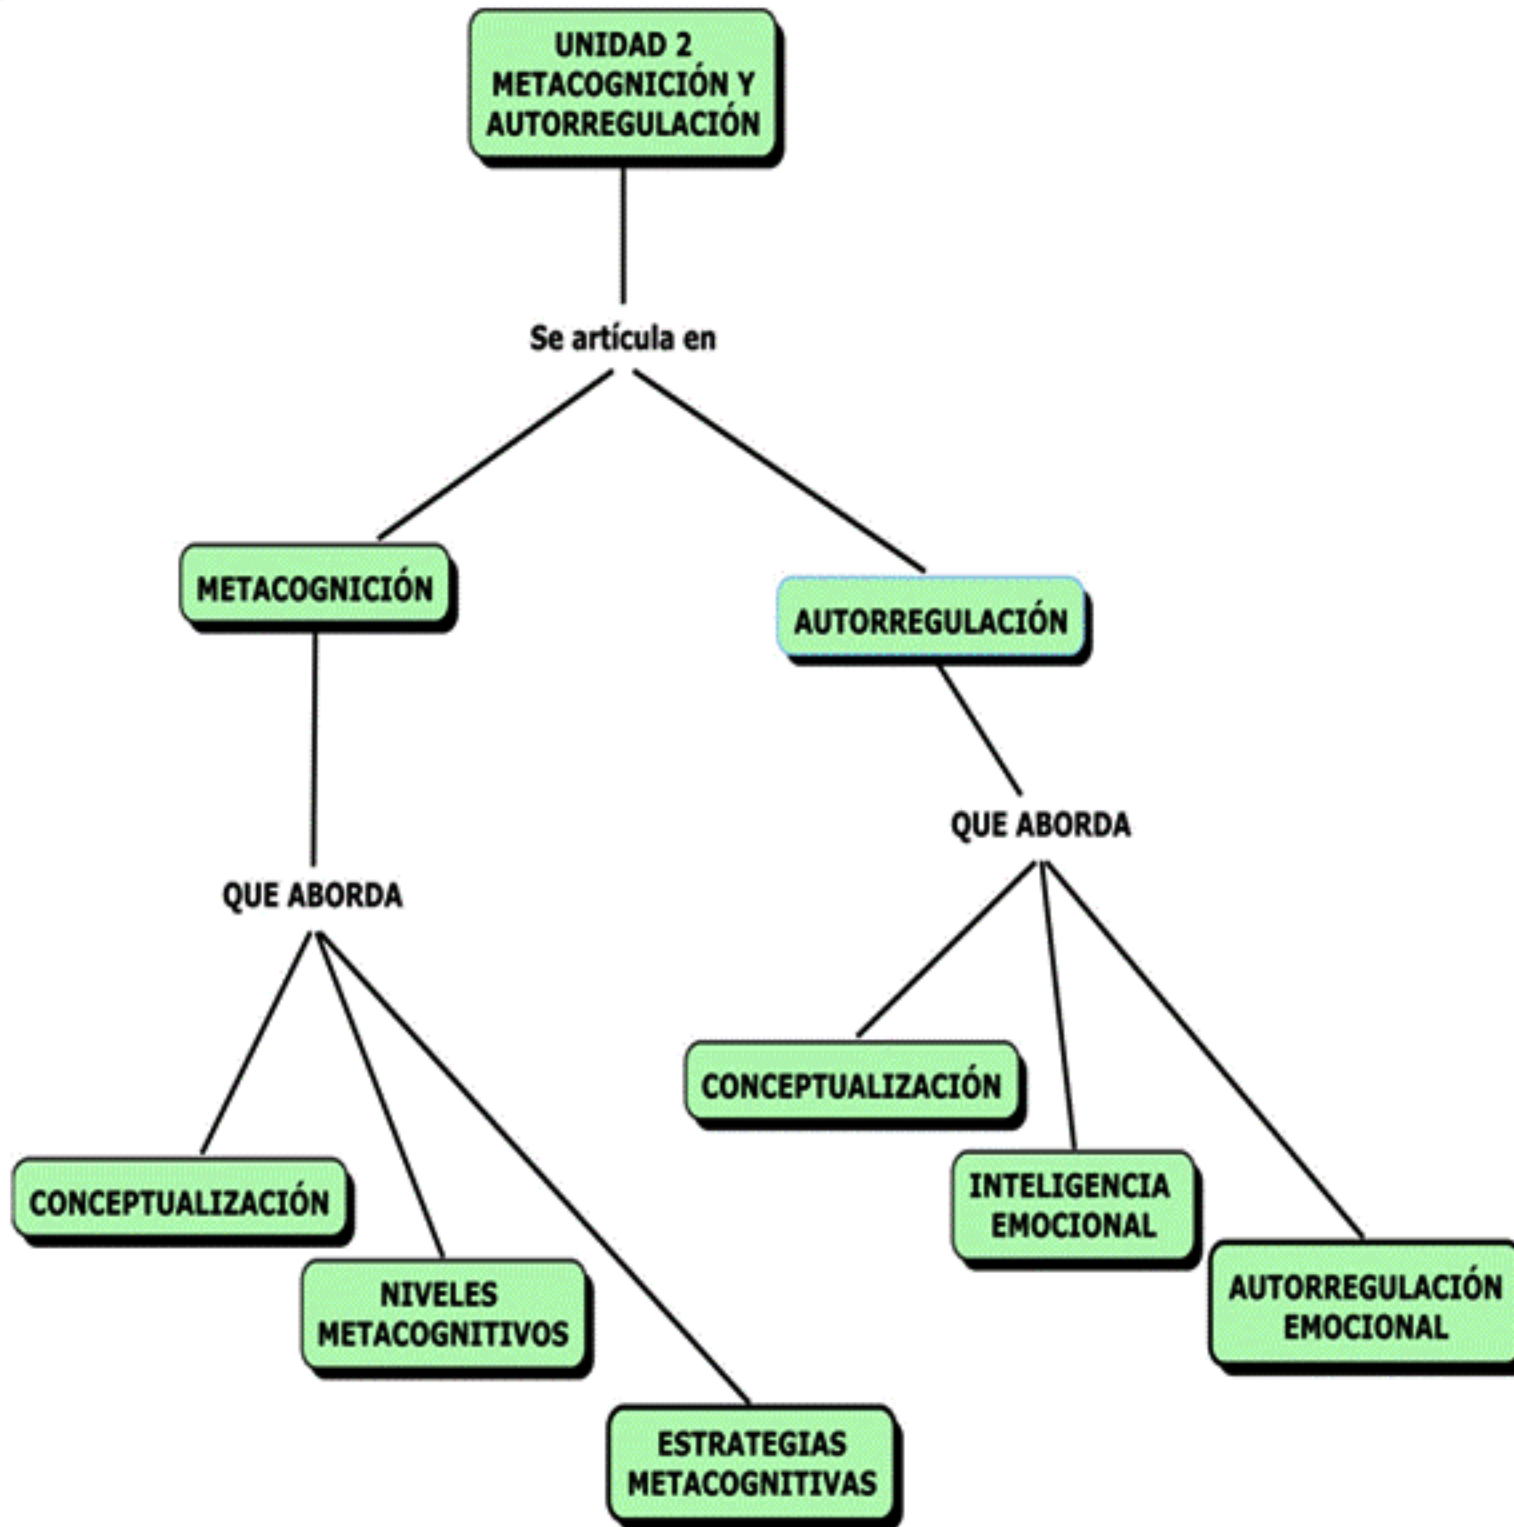 UNIDAD 2
METACOGNICIÓN Y
AUTORREGULACIÓN
Se artícula en
METACOGNICIÓN
AUTORREGULACIÓN
QUE ABORDA
QUE ABORDA
CONCEPTUALIZACIÓN
NIVELES
METACOGNITIVOS
ESTRATEGIAS
METACOGNITIVAS
CONCEPTUALIZACIÓN
INTELIGENCIA
EMOCIONAL
AUTORREGULACIÓN
EMOCIONAL